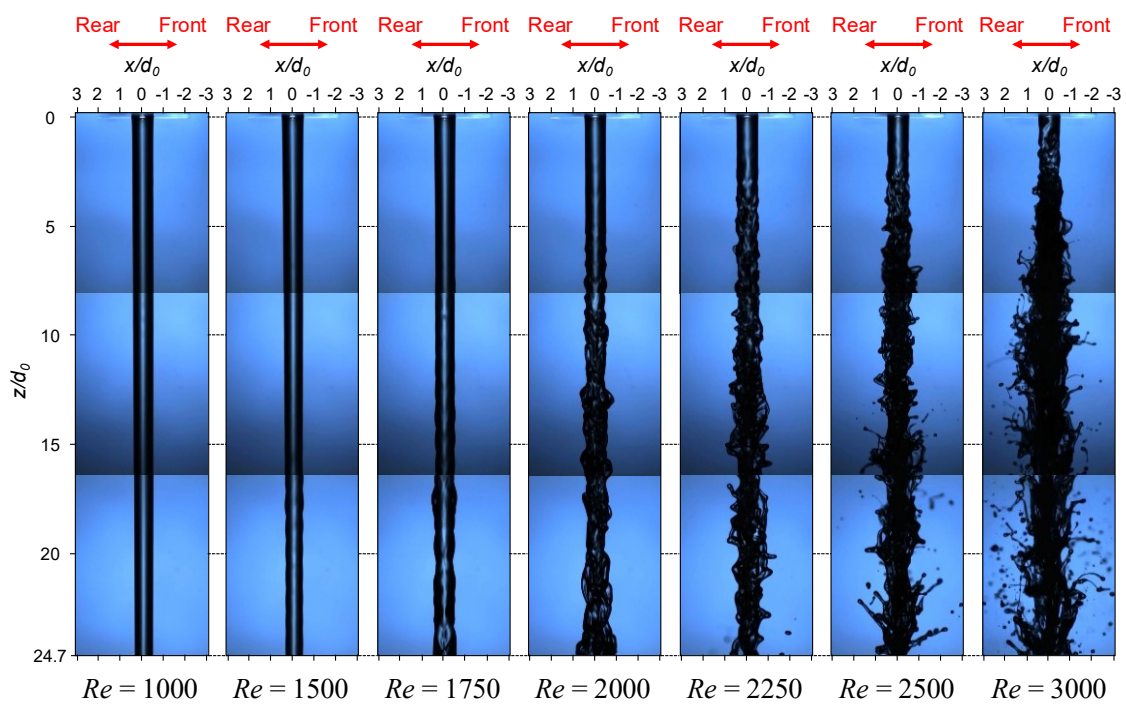 Rear Front Rear Front Rear Front Rear Front Rear Front Rear Front Rear Front
x/d0 x/d0 x/d0 x/d0 x/d0 x/d0 x/d0
3 2 1 0 -1 -2 -3 3 2 1 0 -1 -2 -3 3 2 1 0 -1 -2 -3 3 2 1 0 -1 -2 -3 3 2 1 0 -1 -2 -3 3 2 1 0 -1 -2 -3 3 2 1 0 -1 -2 -3
0
5
10
z/d0
15
20
24.7
Re = 1000 Re = 1500 Re = 1750 Re = 2000 Re = 2250 Re = 2500 Re = 3000